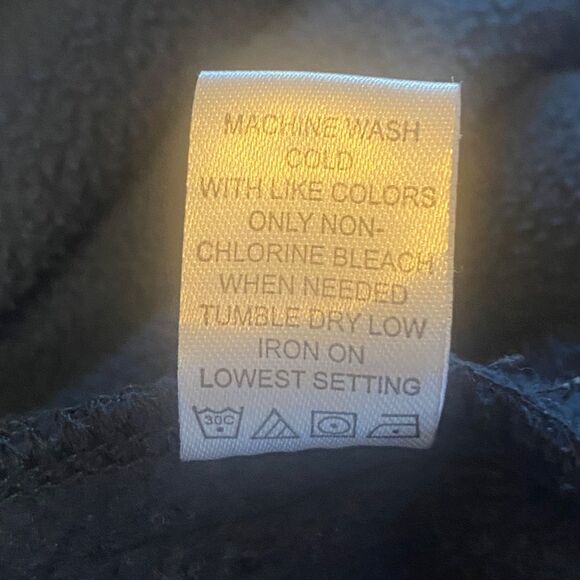 MACHINE WASH
COLD
WITH LIKE COLORS
ONLY NON-
CHLORINE BLEACH
WHEN NEEDED
TUMBLE DRY LOW
IRON ON
LOWEST SETTING
30C